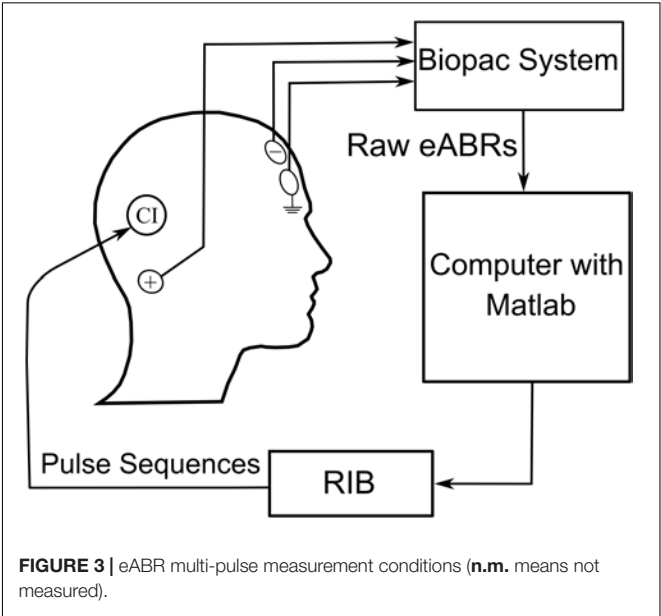 Biopac System
Raw eABRs
−
CI
+
Computer with
Matlab
Pulse Sequences
RIB
FIGURE 3 | eABR multi-pulse measurement conditions (n.m. means not
measured).